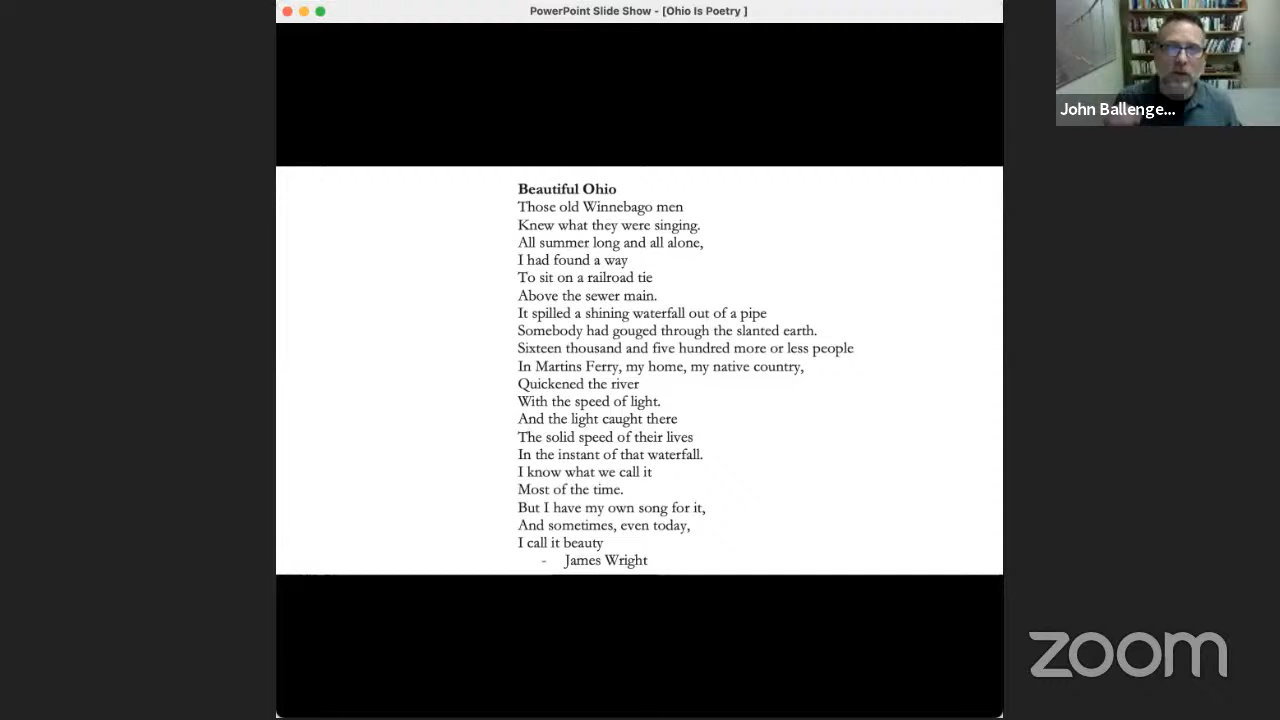 PowerPoint Slide Show - [Ohio Is Poetry ]
John Ballenge...
Beautiful Ohio
Those old Winnebago men
Knew what they were singing.
All summer long and all alone,
I had found a way
To sit on a railroad tie
Above the sewer main.
It spilled a shining waterfall out of a pipe
Somebody had gouged through the slanted earth.
Sixteen thousand and five hundred more or less people
In Martins Ferry, my home, my native country,
Quickened the river
With the speed of light.
And the light caught there
The solid speed of their lives
In the instant of that waterfall.
I know what we call it
Most of the time.
But I have my own song for it,
And sometimes, even today,
I call it beauty
- James Wright
zoom